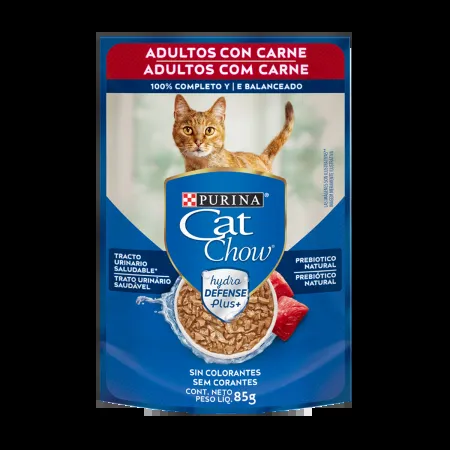 ADULTOS CON CARNE
ADULTOS COM CARNE
100% COMPLETO Y | E BALANCEADO
PURINA
Cat
Chow®
hydro
DEFENSE
Plus+
TRACTO
URINARIO
SALUDABLE*
TRATO URINÁRIO
SAUDÁVEL
PREBIOTICO
NATURAL
PREBIÓTICO
NATURAL
SIN COLORANTES
SEM CORANTES
CONT. NETO
PESO LÍQ. 85g